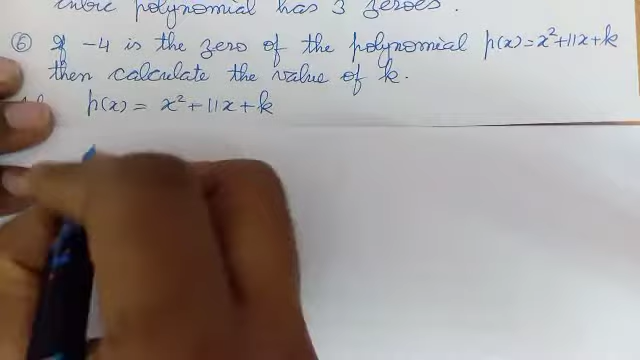 cubic polynomial has 3 zeroes.
⑥ If -4 is the zero of the polynomial p(x)=x²+11x+k
then calculate the value of k.
p(x) = x²+11x+k